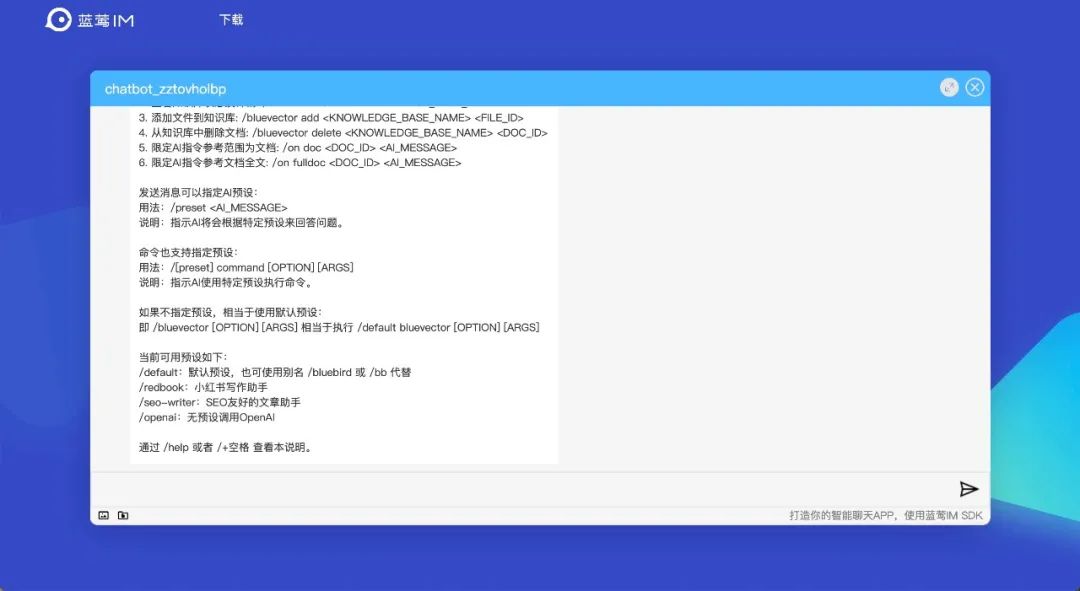 蓝莺IM
下载
chatbot_zztovholbp
3. 添加文件到知识库: /bluevector add <KNOWLEDGE_BASE_NAME> <FILE_ID>
4. 从知识库中删除文档: /bluevector delete <KNOWLEDGE_BASE_NAME> <DOC_ID>
5. 限定AI指令参考范围为文档: /on doc <DOC_ID> <AI_MESSAGE>
6. 限定AI指令参考文档全文: /on fulldoc <DOC_ID> <AI_MESSAGE>
发送消息可以指定AI预设：
用法：/preset <AI_MESSAGE>
说明：指示AI将会根据特定预设来回答问题。
命令也支持指定预设：
用法：/[preset] command [OPTION] [ARGS]
说明：指示AI使用特定预设执行命令。
如果不指定预设，相当于使用默认预设：
即 /bluevector [OPTION] [ARGS] 相当于执行 /default bluevector [OPTION] [ARGS]
当前可用预设如下：
/default：默认预设，也可使用别名 /bluebird 或 /bb 代替
/redbook：小红书写作助手
/seo-writer：SEO友好的文章助手
/openai：无预设调用OpenAI
通过 /help 或者 /+空格 查看本说明。
打造你的智能聊天APP，使用蓝莺IM SDK